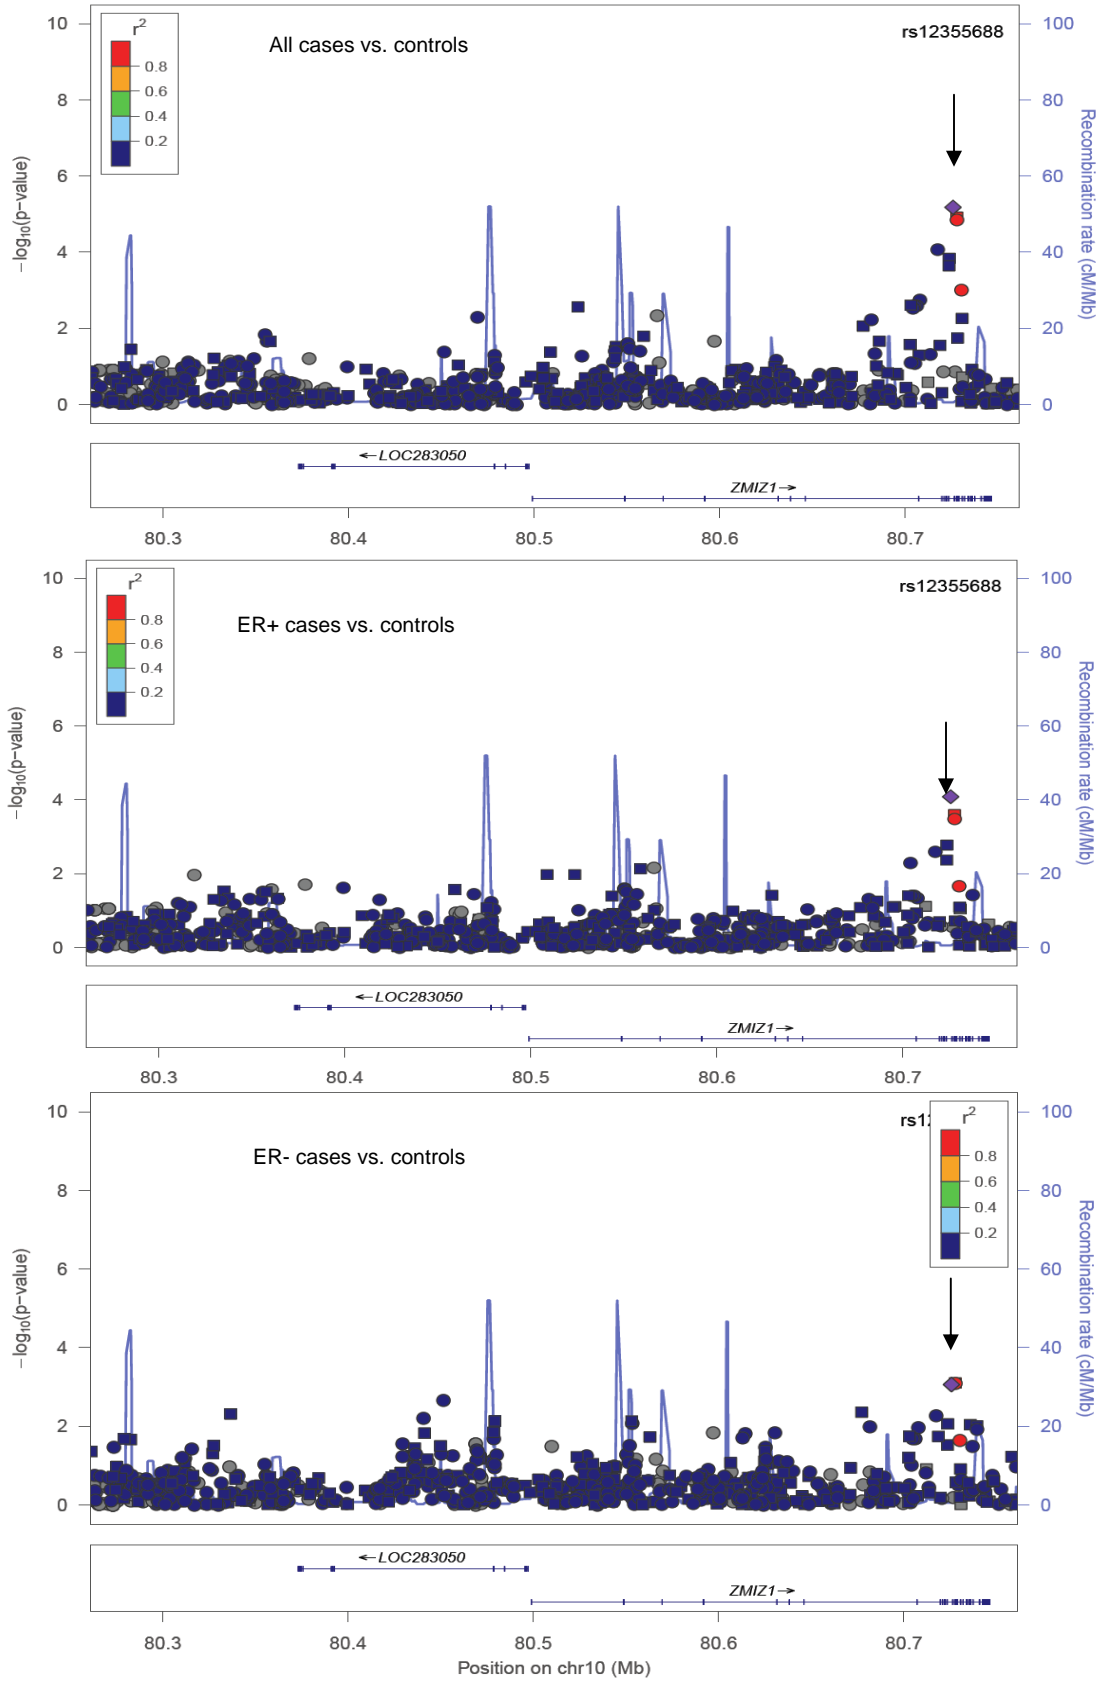 10
8
6
4
2
0
−log10(p−value)
r2
0.8
0.6
0.4
0.2
All cases vs. controls
rs12355688
100
80
60
40
20
0
Recombination rate (cM/Mb)
←LOC283050
ZMIZ1→
80.3 80.4 80.5 80.6 80.7
10
8
6
4
2
0
−log10(p−value)
r2
0.8
0.6
0.4
0.2
ER+ cases vs. controls
rs12355688
100
80
60
40
20
0
Recombination rate (cM/Mb)
←LOC283050
ZMIZ1→
80.3 80.4 80.5 80.6 80.7
10
8
6
4
2
0
−log10(p−value)
ER- cases vs. controls
rs12
r2
0.8
0.6
0.4
0.2
100
80
60
40
20
0
Recombination rate (cM/Mb)
←LOC283050
ZMIZ1→
80.3 80.4 80.5 80.6 80.7
Position on chr10 (Mb)